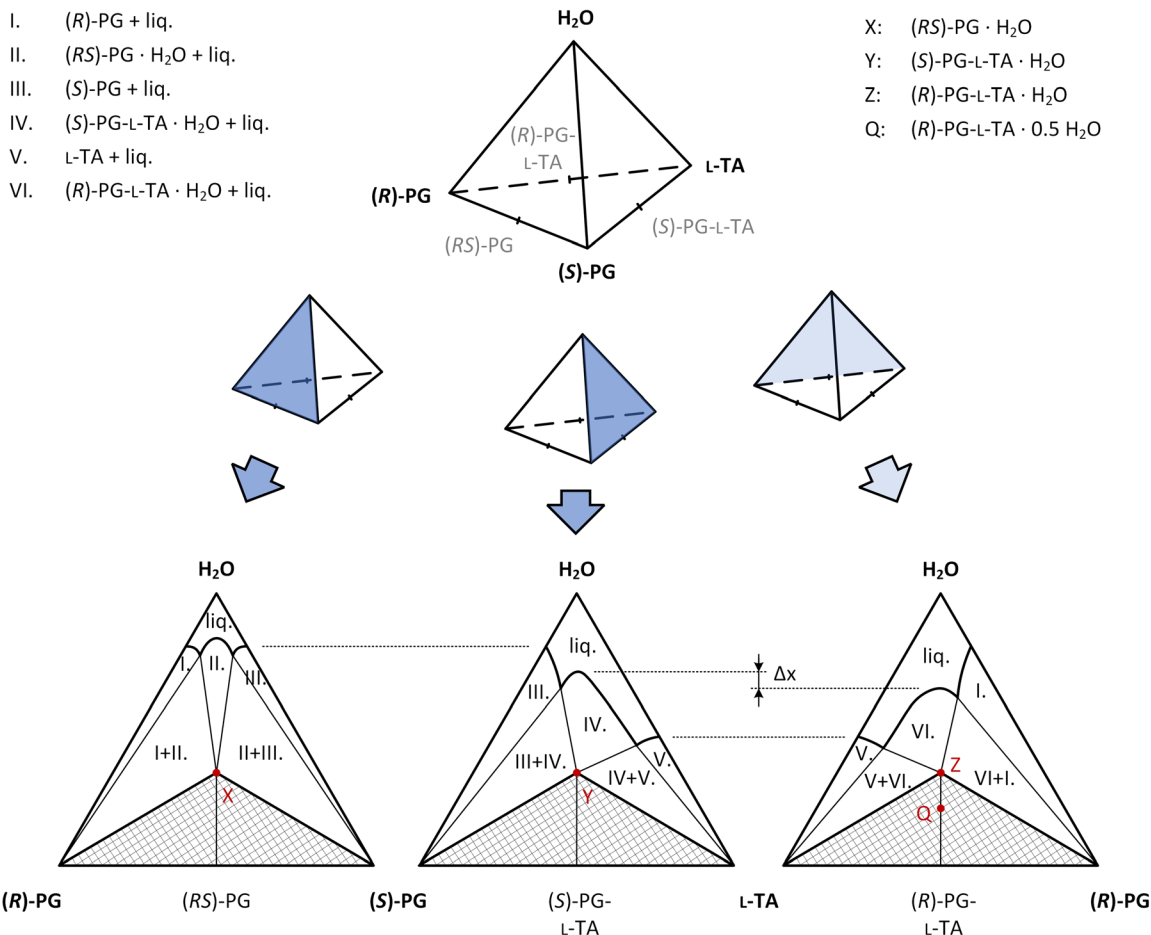 I. (R)-PG + liq.
II. (RS)-PG · H₂O + liq.
III. (S)-PG + liq.
IV. (S)-PG-L-TA · H₂O + liq.
V. L-TA + liq.
VI. (R)-PG-L-TA · H₂O + liq.
H₂O
(R)-PG-
L-TA
L-TA
(R)-PG
(RS)-PG
(S)-PG-L-TA
(S)-PG
X: (RS)-PG · H₂O
Y: (S)-PG-L-TA · H₂O
Z: (R)-PG-L-TA · H₂O
Q: (R)-PG-L-TA · 0.5 H₂O
H₂O
liq.
I.
II.
III.
I+II.
II+III.
X
(R)-PG
(RS)-PG
(S)-PG
H₂O
liq.
III.
IV.
V.
III+IV.
IV+V.
Y
(S)-PG-
L-TA
L-TA
Δx
H₂O
liq.
I.
VI.
V.
V+VI.
VI+I.
Z
Q
(R)-PG-
L-TA
(R)-PG